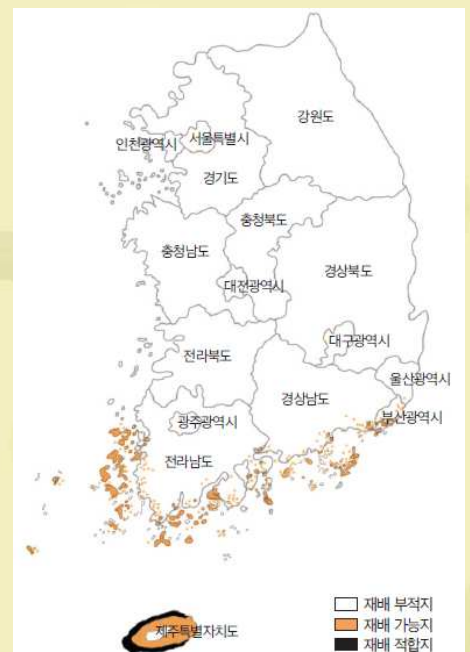 강원도
인천광역시
서울특별시
경기도
충청북도
충청남도
경상북도
대전광역시
대구광역시
전라북도
울산광역시
경상남도
부산광역시
광주광역시
전라남도
제주특별자치도
재배 부적지
재배 가능지
재배 적합지